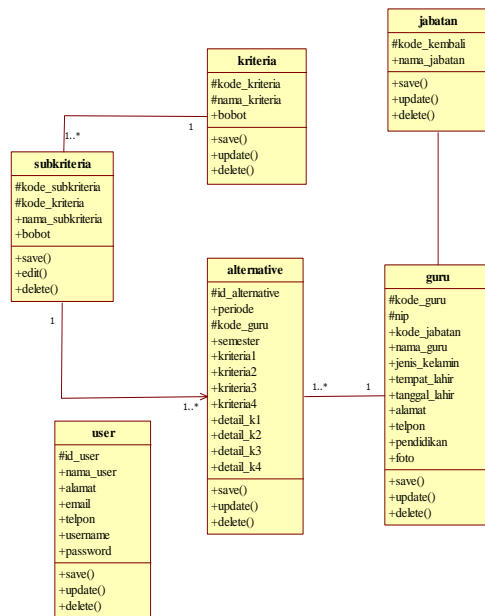 jabatan
#kode_kembali
+nama_jabatan
+save()
+update()
+delete()
kriteria
#kode_kriteria
#nama_kriteria
+bobot
+save()
+update()
+delete()
1
1..*
subkriteria
#kode_subkriteria
#kode_kriteria
+nama_subkriteria
+bobot
+save()
+edit()
+delete()
1
1..*
alternative
#id_alternative
+periode
#kode_guru
+semester
+kriteria1
+kriteria2
+kriteria3
+kriteria4
+detail_k1
+detail_k2
+detail_k3
+detail_k4
+save()
+update()
+delete()
1..*
1
guru
#kode_guru
#nip
+kode_jabatan
+nama_guru
+jenis_kelamin
+tempat_lahir
+tanggal_lahir
+alamat
+telpon
+pendidikan
+foto
+save()
+update()
+delete()
user
#id_user
+nama_user
+alamat
+email
+telpon
+username
+password
+save()
+update()
+delete()